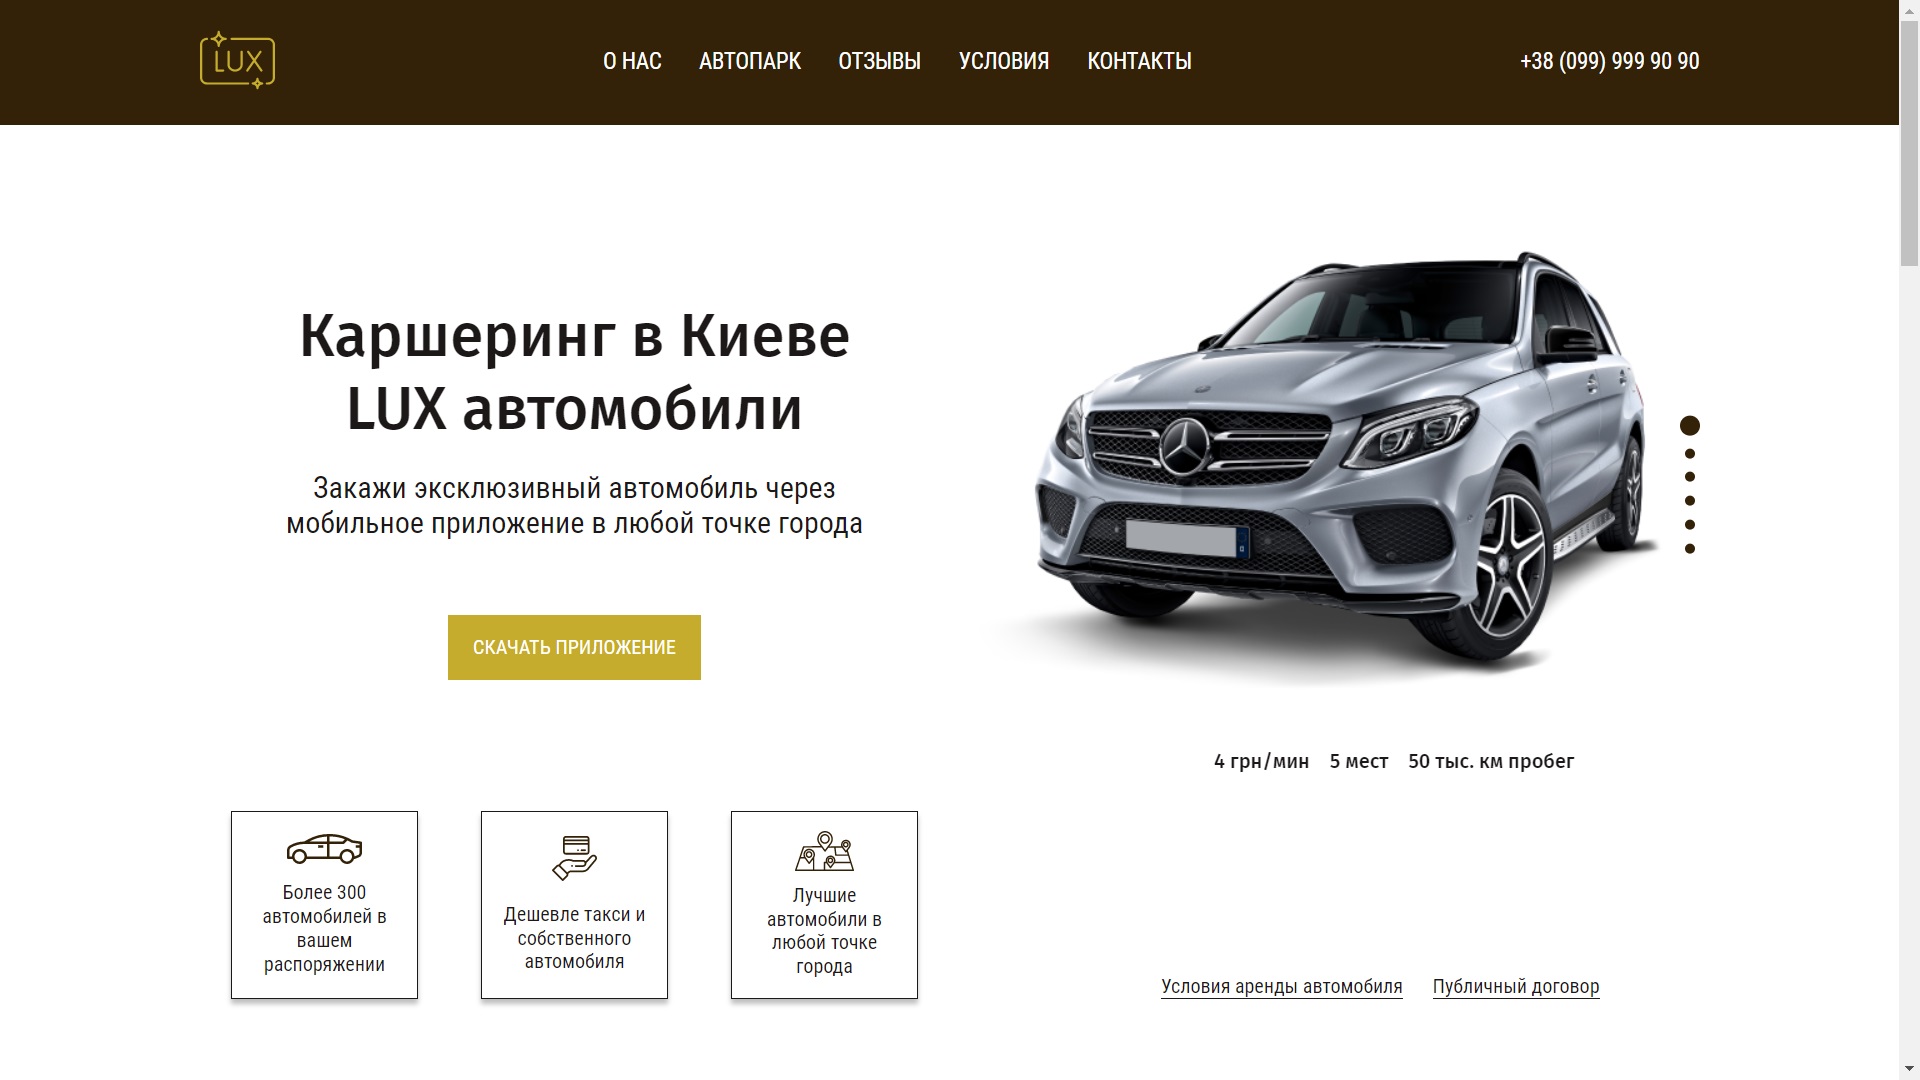 LUX
О НАС
АВТОПАРК
ОТЗЫВЫ
УСЛОВИЯ
КОНТАКТЫ
+38 (099) 999 90 90
Каршеринг в Киеве
LUX автомобили
Закажи эксклюзивный автомобиль через
мобильное приложение в любой точке города
СКАЧАТЬ ПРИЛОЖЕНИЕ
4 грн/мин
5 мест
50 тыс. км пробег
Более 300
автомобилей в
вашем
распоряжении
Дешевле такси и
собственного
автомобиля
Лучшие
автомобили в
любой точке
города
Условия аренды автомобиля
Публичный договор